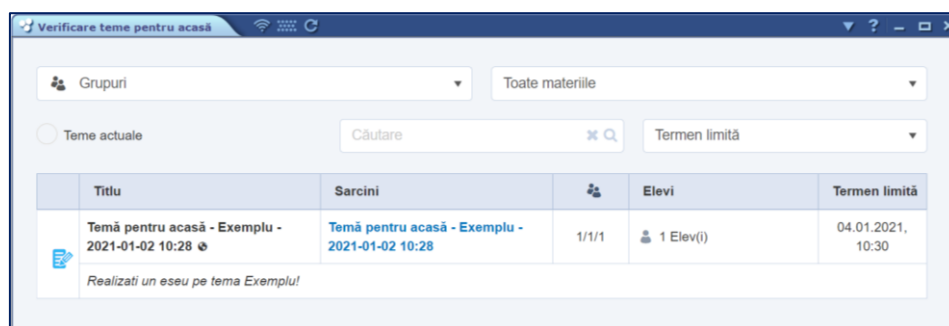 Verificare teme pentru acasă
?
Grupuri
Toate materiile
Teme actuale
Căutare
Termen limită
Titlu
Sarcini
Elevi
Termen limită
Temă pentru acasă - Exemplu -
2021-01-02 10:28
Temă pentru acasă - Exemplu -
2021-01-02 10:28
1/1/1
1 Elev(i)
04.01.2021,
10:30
Realizati un eseu pe tema Exemplu!